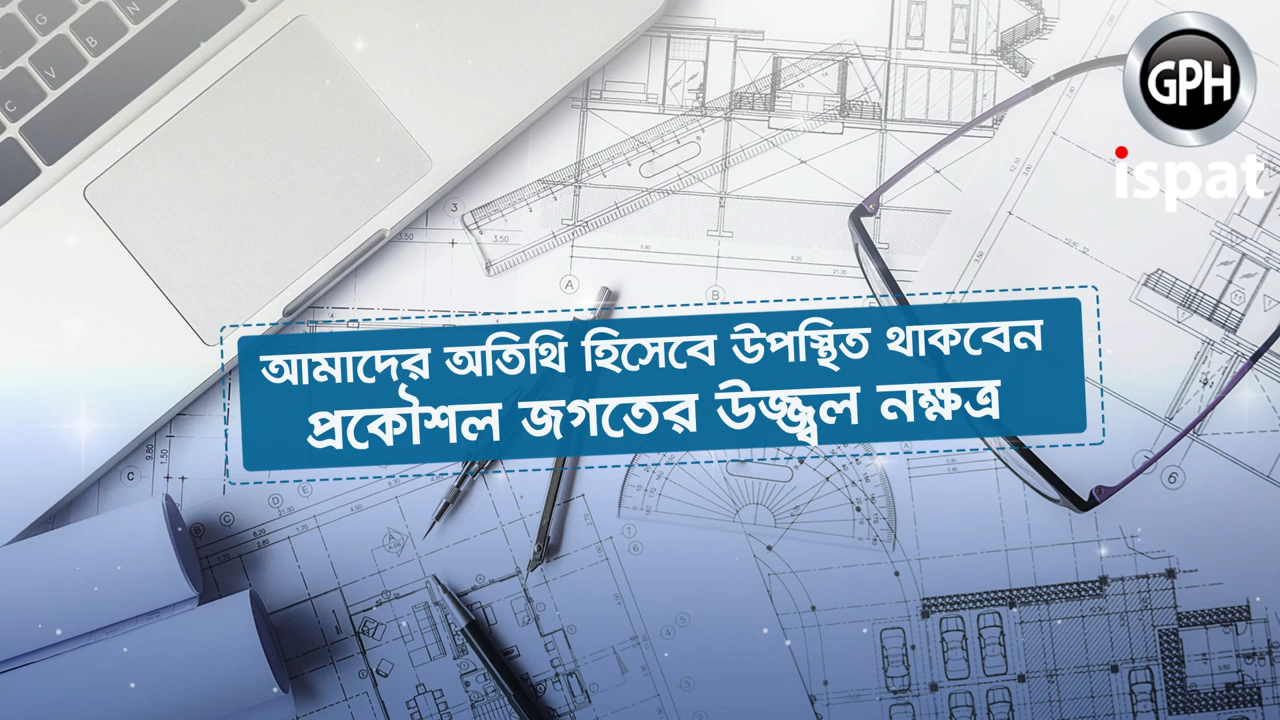 GPH
ispat
আমাদের অতিথি হিসেবে উপস্থিত থাকবেন
প্রকৌশল জগতের উজ্জ্বল নক্ষত্র